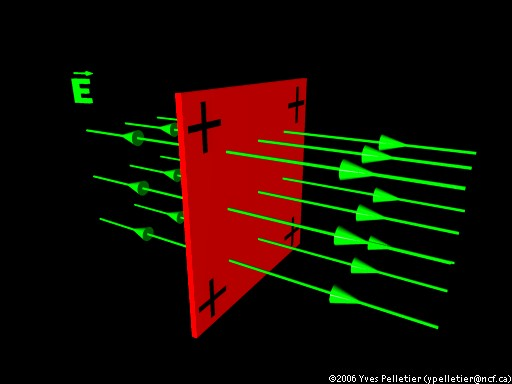 E
+ +
+ +
©2006 Yves Pelletier (ypelletier@ncf.ca)